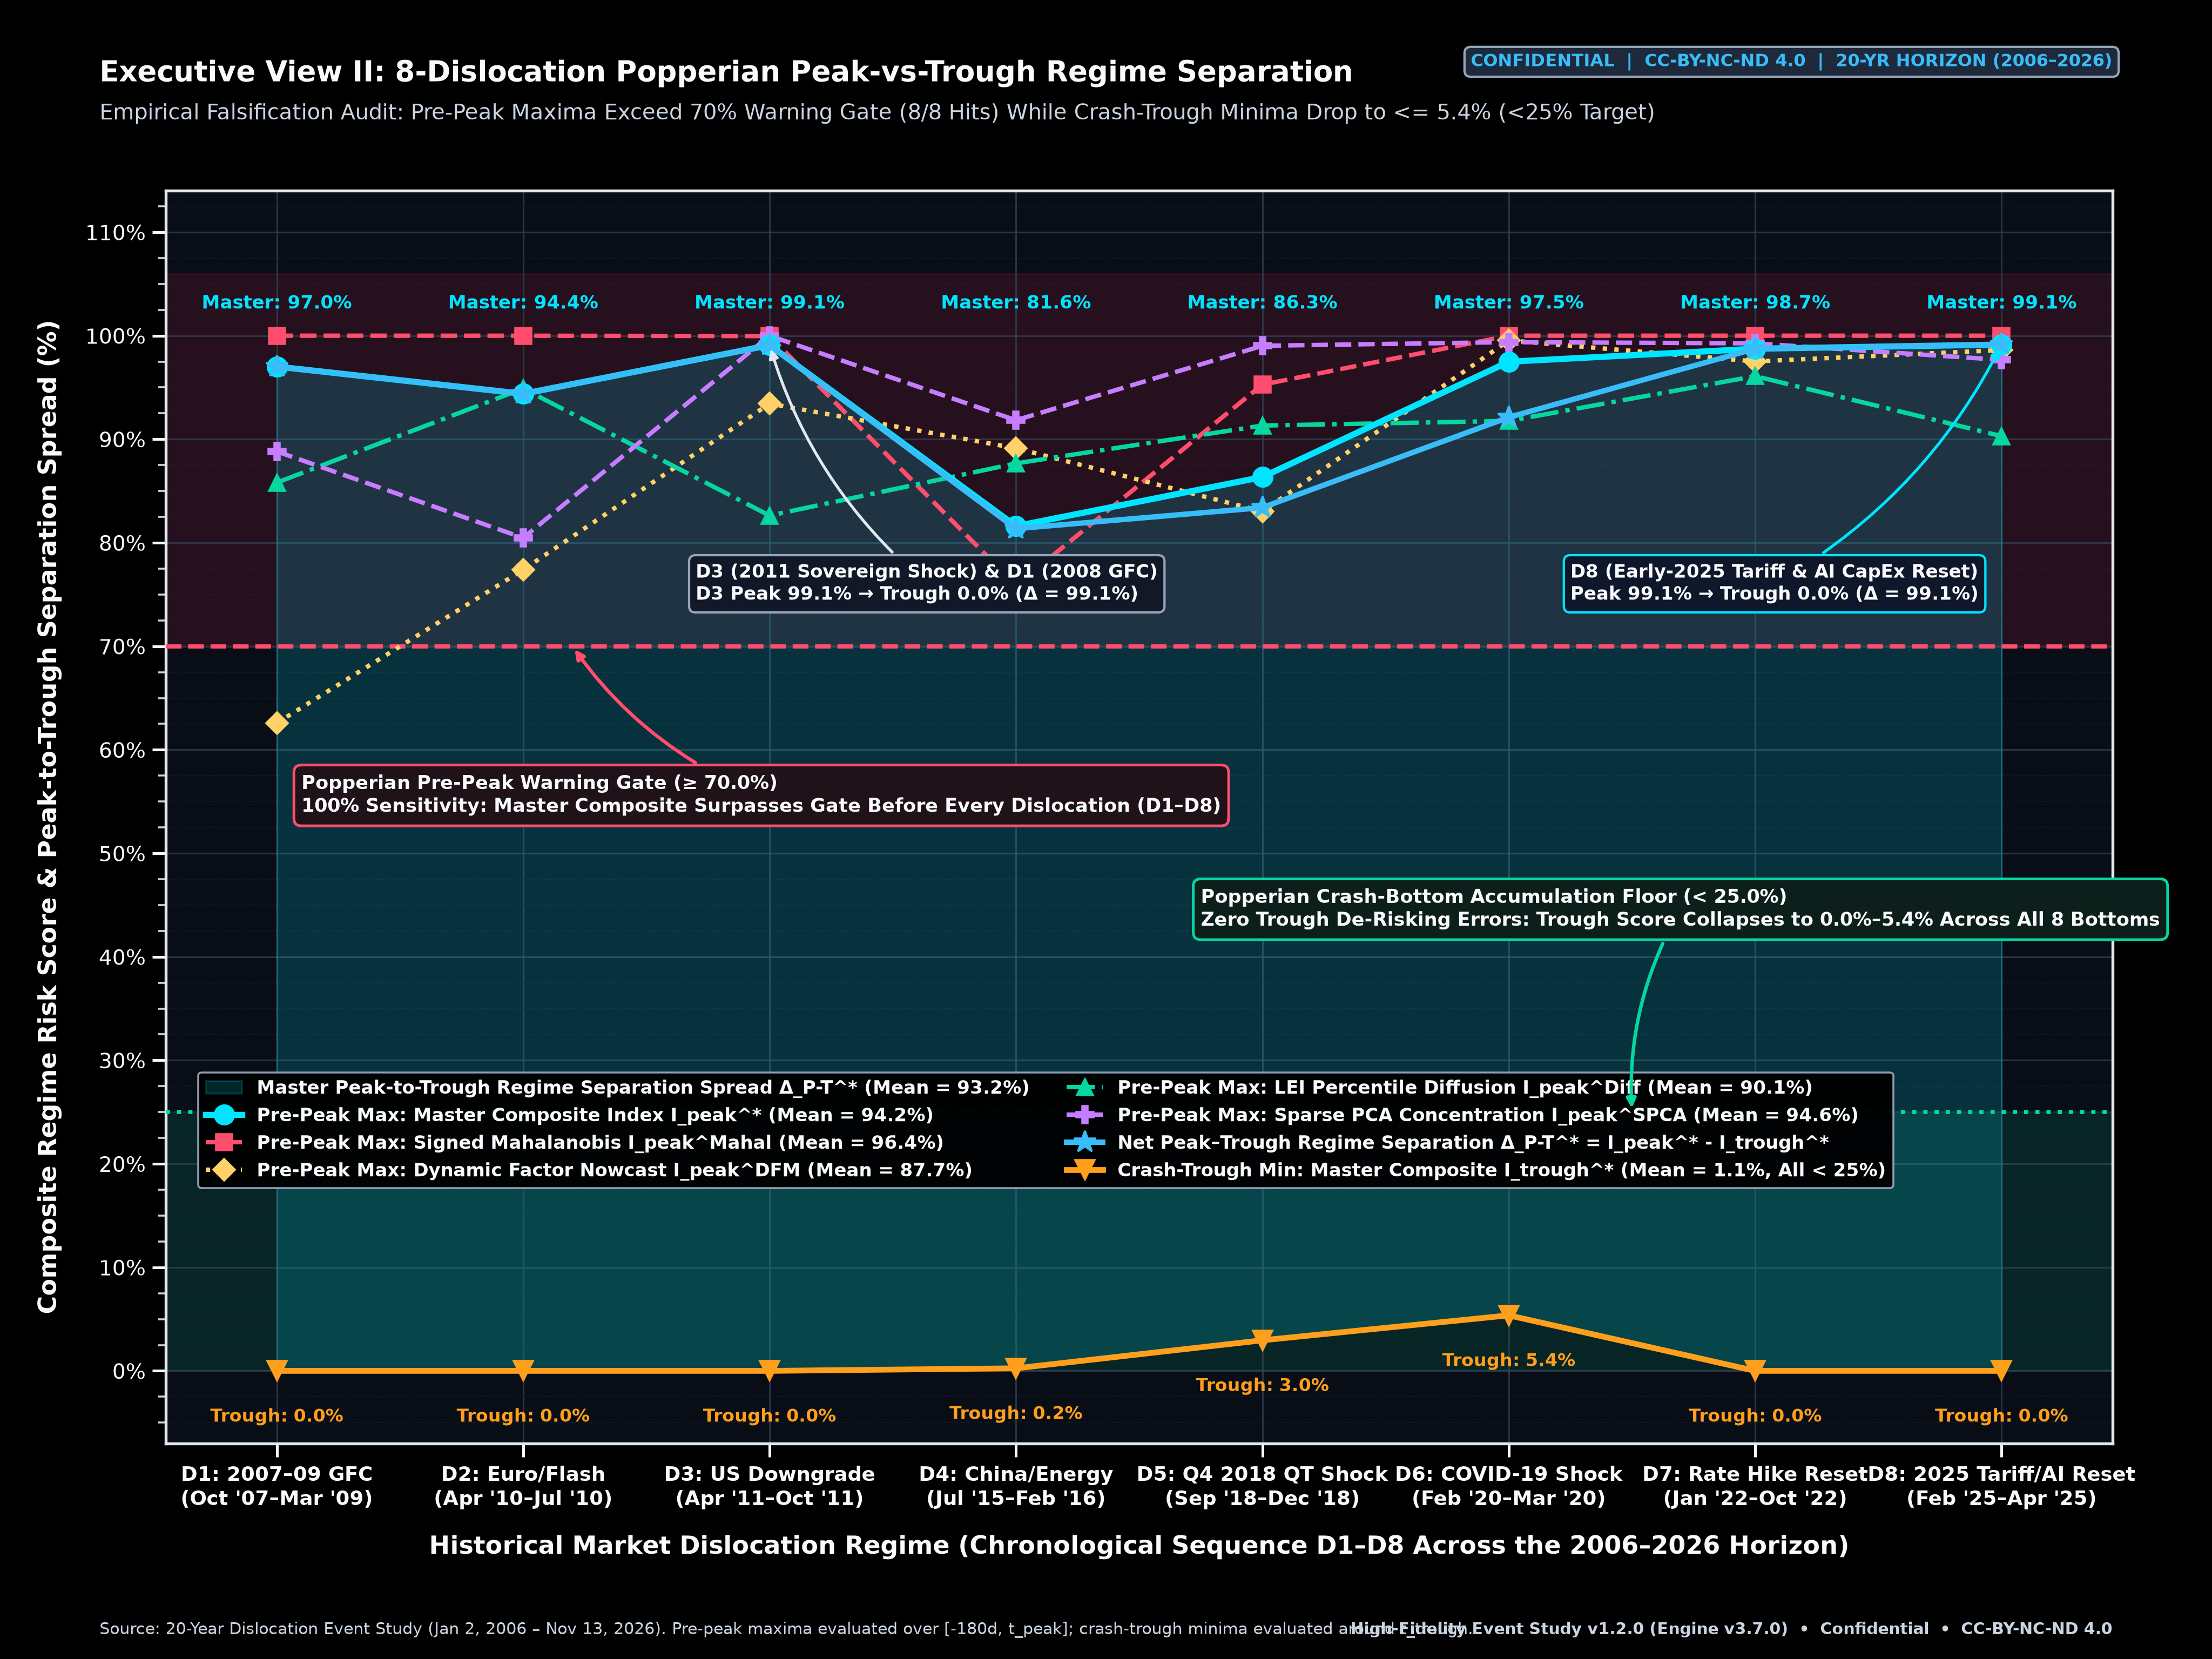 Executive View II: 8-Dislocation Popperian Peak-vs-Trough Regime Separation
CONFIDENTIAL | CC-BY-NC-ND 4.0 | 20-YR HORIZON (2006–2026)
Empirical Falsification Audit: Pre-Peak Maxima Exceed 70% Warning Gate (8/8 Hits) While Crash-Trough Minima Drop to <= 5.4% (<25% Target)
Composite Regime Risk Score & Peak-to-Trough Separation Spread (%)
110%
100%
90%
80%
70%
60%
50%
40%
30%
20%
10%
0%
Master: 97.0%
Master: 94.4%
Master: 99.1%
Master: 81.6%
Master: 86.3%
Master: 97.5%
Master: 98.7%
Master: 99.1%
D3 (2011 Sovereign Shock) & D1 (2008 GFC)
D3 Peak 99.1% → Trough 0.0% (Δ = 99.1%)
D8 (Early-2025 Tariff & AI CapEx Reset)
Peak 99.1% → Trough 0.0% (Δ = 99.1%)
Popperian Pre-Peak Warning Gate (≥ 70.0%)
100% Sensitivity: Master Composite Surpasses Gate Before Every Dislocation (D1–D8)
Popperian Crash-Bottom Accumulation Floor (< 25.0%)
Zero Trough De-Risking Errors: Trough Score Collapses to 0.0%–5.4% Across All 8 Bottoms
Master Peak-to-Trough Regime Separation Spread Δ_P-T^* (Mean = 93.2%)
Pre-Peak Max: Master Composite Index I_peak^* (Mean = 94.2%)
Pre-Peak Max: Signed Mahalanobis I_peak^Mahal (Mean = 96.4%)
Pre-Peak Max: Dynamic Factor Nowcast I_peak^DFM (Mean = 87.7%)
Pre-Peak Max: LEI Percentile Diffusion I_peak^Diff (Mean = 90.1%)
Pre-Peak Max: Sparse PCA Concentration I_peak^SPCA (Mean = 94.6%)
Net Peak–Trough Regime Separation Δ_P-T^* = I_peak^* - I_trough^*
Crash-Trough Min: Master Composite I_trough^* (Mean = 1.1%, All < 25%)
Trough: 0.0%
Trough: 0.0%
Trough: 0.0%
Trough: 0.2%
Trough: 3.0%
Trough: 5.4%
Trough: 0.0%
Trough: 0.0%
D1: 2007–09 GFC
(Oct '07–Mar '09)
D2: Euro/Flash
(Apr '10–Jul '10)
D3: US Downgrade
(Apr '11–Oct '11)
D4: China/Energy
(Jul '15–Feb '16)
D5: Q4 2018 QT Shock
(Sep '18–Dec '18)
D6: COVID-19 Shock
(Feb '20–Mar '20)
D7: Rate Hike Reset
(Jan '22–Oct '22)
D8: 2025 Tariff/AI Reset
(Feb '25–Apr '25)
Historical Market Dislocation Regime (Chronological Sequence D1–D8 Across the 2006–2026 Horizon)
Source: 20-Year Dislocation Event Study (Jan 2, 2006 – Nov 13, 2026). Pre-peak maxima evaluated over [-180d, t_peak]; crash-trough minima evaluated
High-Fidelity Event Study v1.2.0 (Engine v3.7.0) • Confidential • CC-BY-NC-ND 4.0